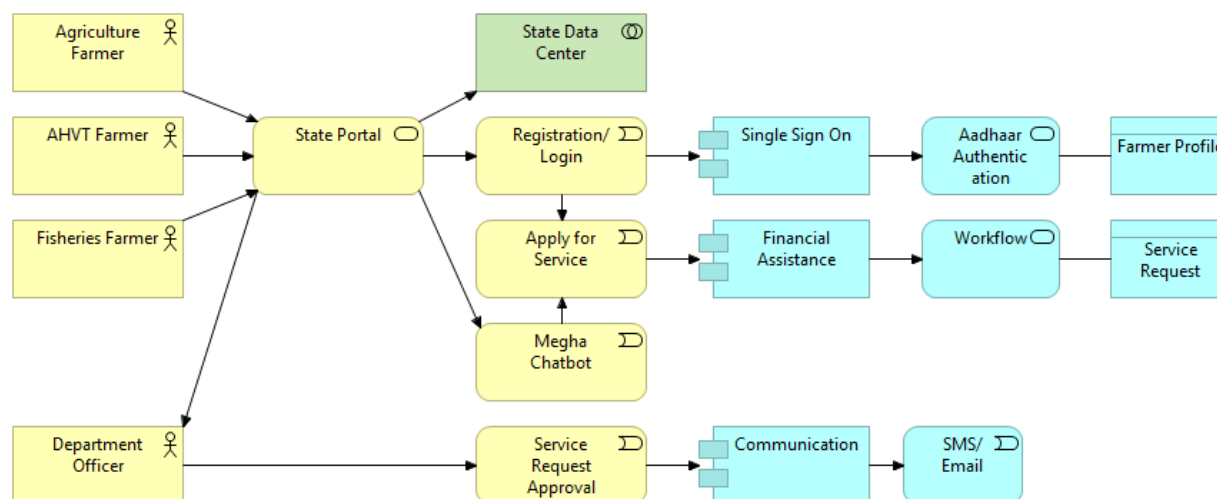 Agriculture
Farmer
State Data
Center
AHVT Farmer
State Portal
Registration/
Login
Single Sign On
Aadhaar
Authentic
ation
Farmer Profile
Fisheries Farmer
Apply for
Service
Financial
Assistance
Workflow
Service
Request
Megha
Chatbot
Department
Officer
Service
Request
Approval
Communication
SMS/
Email